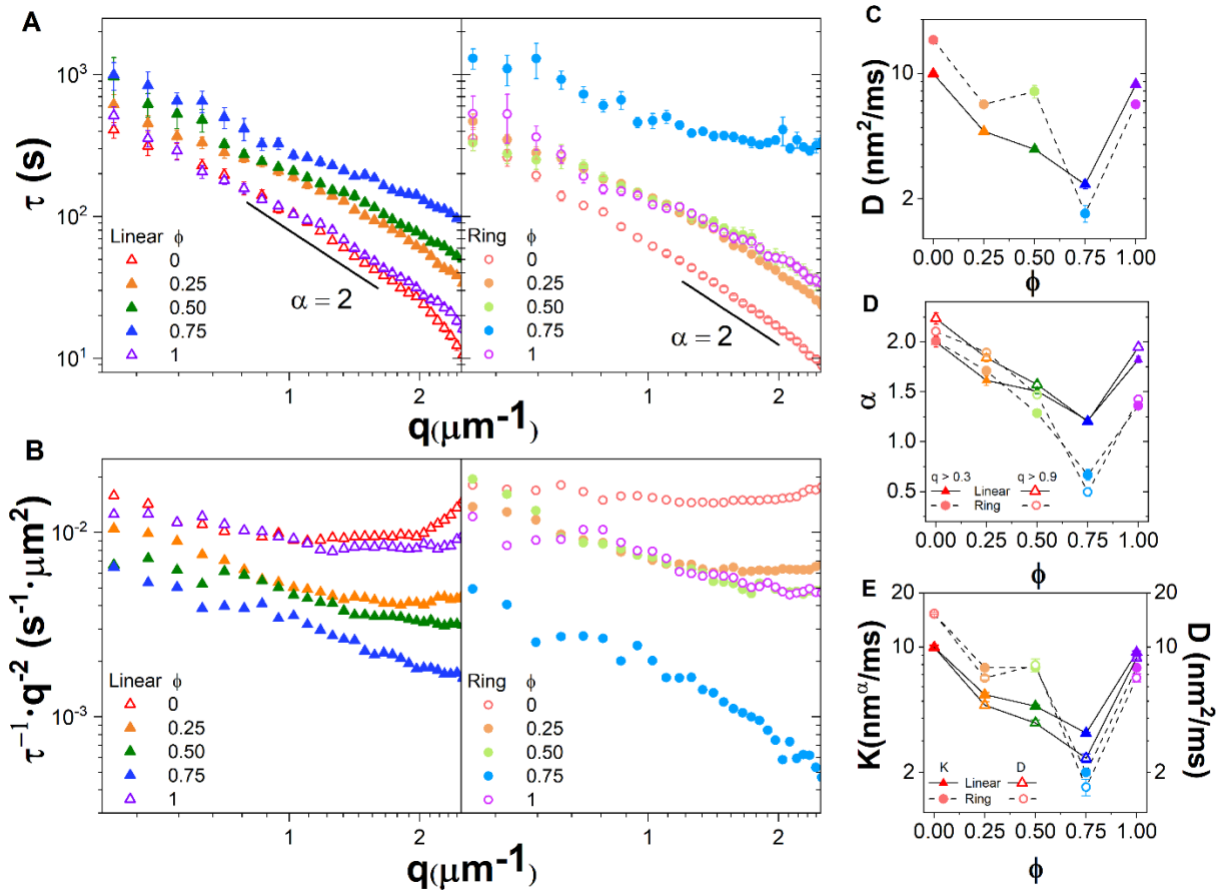 A
τ (s)
10³
10²
10¹
Linear ϕ
0
0.25
0.50
0.75
1
α = 2
Ring ϕ
0
0.25
0.50
0.75
1
α = 2
1
2
1
2
q(μm⁻¹)
B
τ⁻¹·q⁻² (s⁻¹·μm²)
10⁻²
10⁻³
Linear ϕ
0
0.25
0.50
0.75
1
Ring ϕ
0
0.25
0.50
0.75
1
1
2
1
2
q(μm⁻¹)
C
D (nm²/ms)
10
2
0.00 0.25 0.50 0.75 1.00
ϕ
D
α
2.0
1.5
1.0
0.5
q > 0.3 q > 0.9
Linear
Ring
0.00 0.25 0.50 0.75 1.00
E
K(nm^α/ms)
20
10
2
20
10
2
D (nm²/ms)
K D
Linear
Ring
0.00 0.25 0.50 0.75 1.00
ϕ